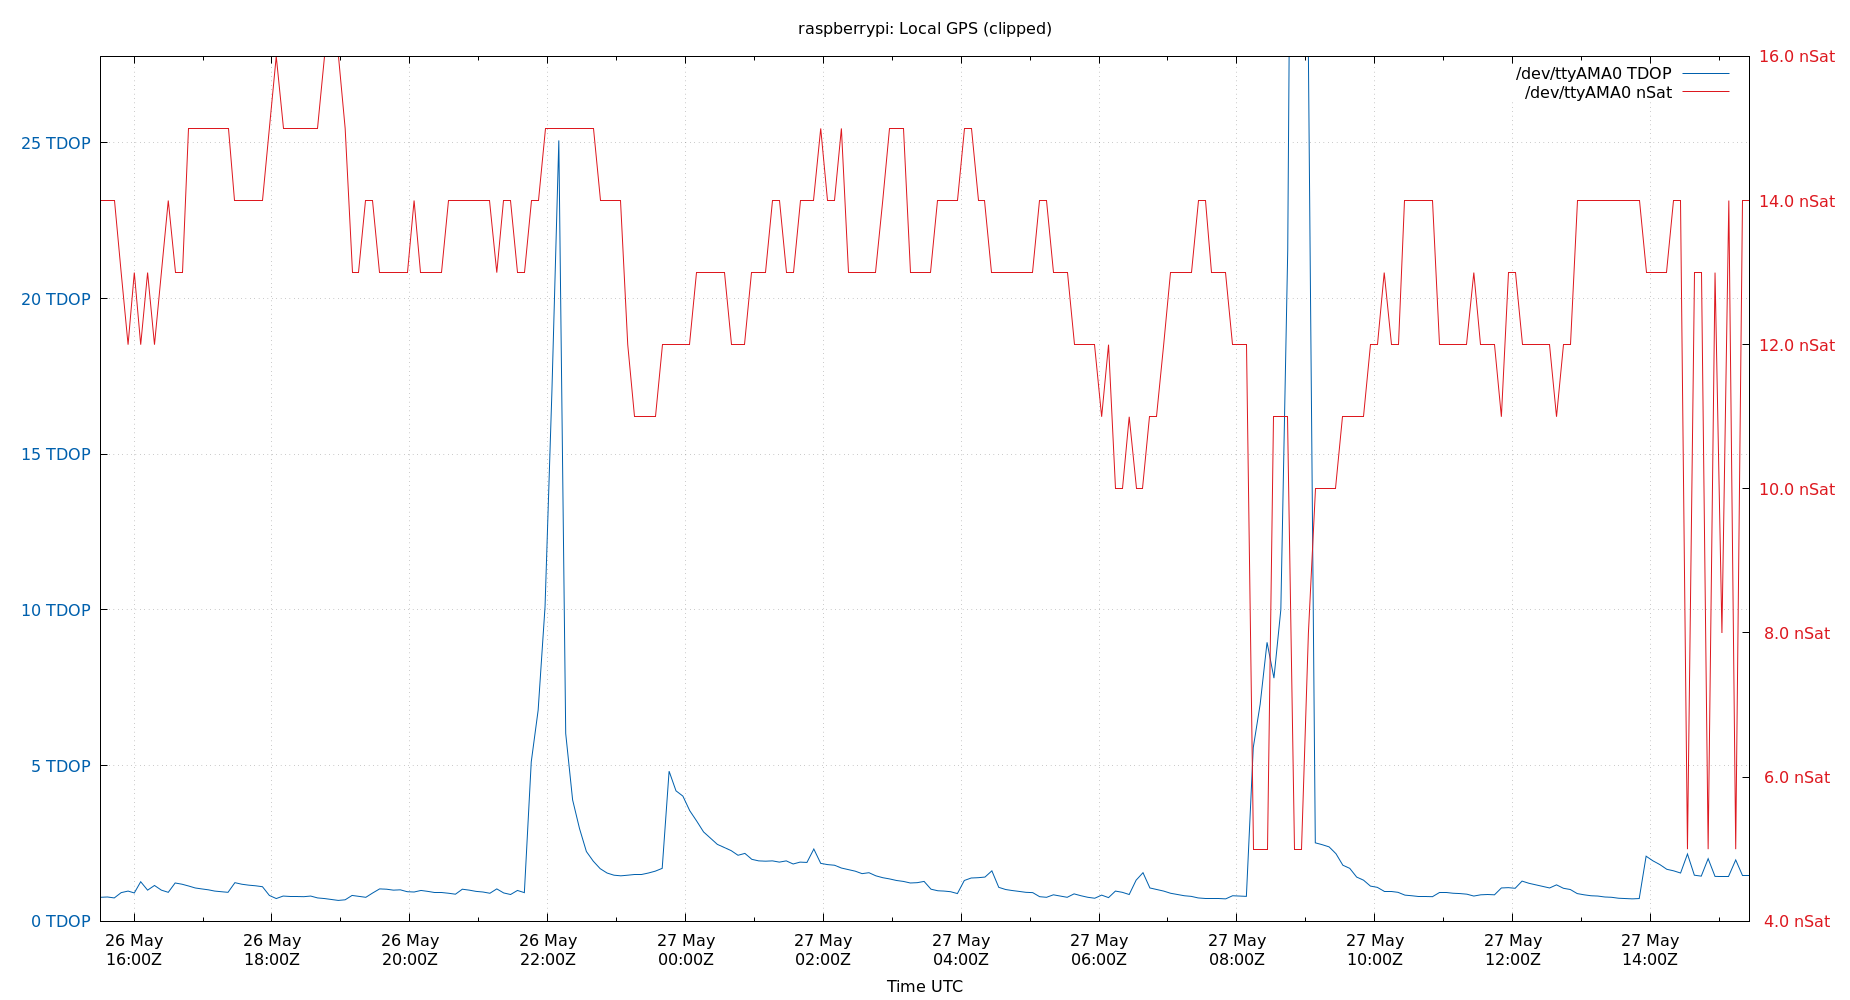 raspberrypi: Local GPS (clipped)
16.0 nSat
/dev/ttyAMA0 TDOP
/dev/ttyAMA0 nSat
25 TDOP
14.0 nSat
20 TDOP
12.0 nSat
15 TDOP
10.0 nSat
10 TDOP
8.0 nSat
5 TDOP
6.0 nSat
0 TDOP
4.0 nSat
26 May 26 May 26 May 26 May 27 May 27 May 27 May 27 May 27 May 27 May 27 May 27 May
16:00Z 18:00Z 20:00Z 22:00Z 00:00Z 02:00Z 04:00Z 06:00Z 08:00Z 10:00Z 12:00Z 14:00Z
Time UTC